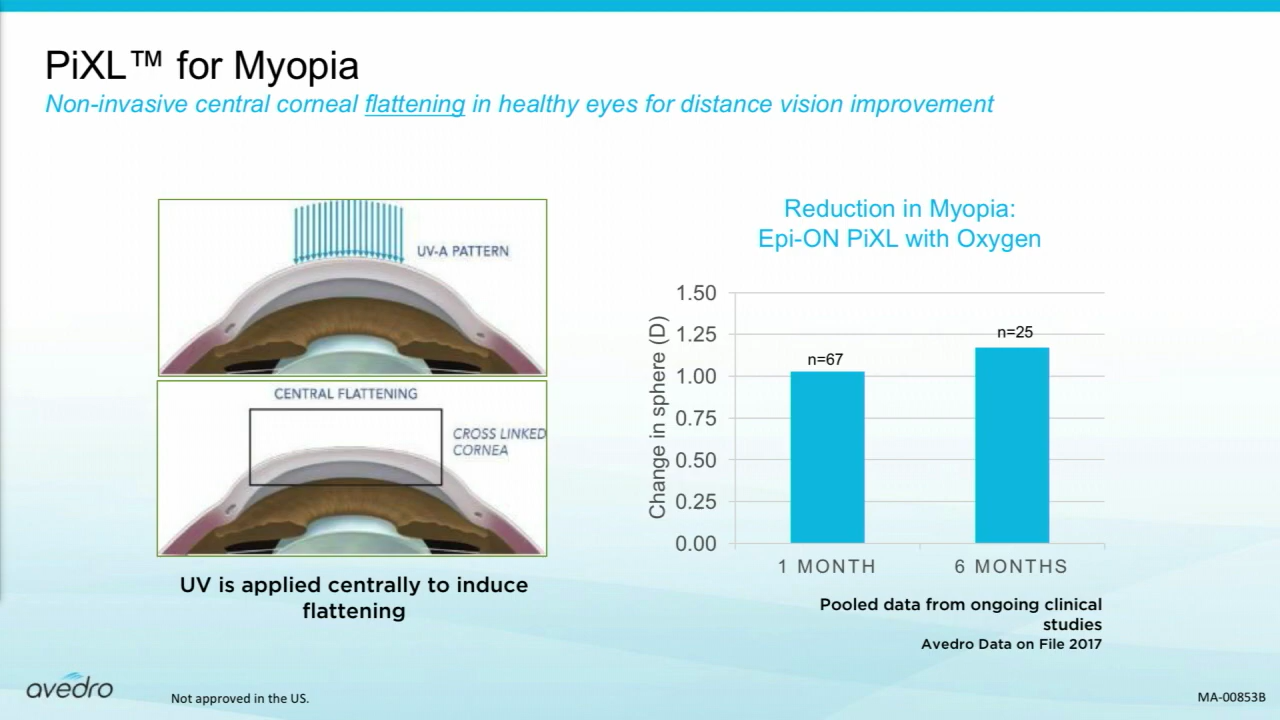 PiXL™ for Myopia
Non-invasive central corneal flattening in healthy eyes for distance vision improvement
UV-A PATTERN
CENTRAL FLATTENING
CROSS LINKED
CORNEA
UV is applied centrally to induce
flattening
Reduction in Myopia:
Epi-ON PiXL with Oxygen
Change in sphere (D)
1.50
1.25
1.00
0.75
0.50
0.25
0.00
n=67
n=25
1 MONTH
6 MONTHS
Pooled data from ongoing clinical
studies
Avedro Data on File 2017
avedro
Not approved in the US.
MA-00853B